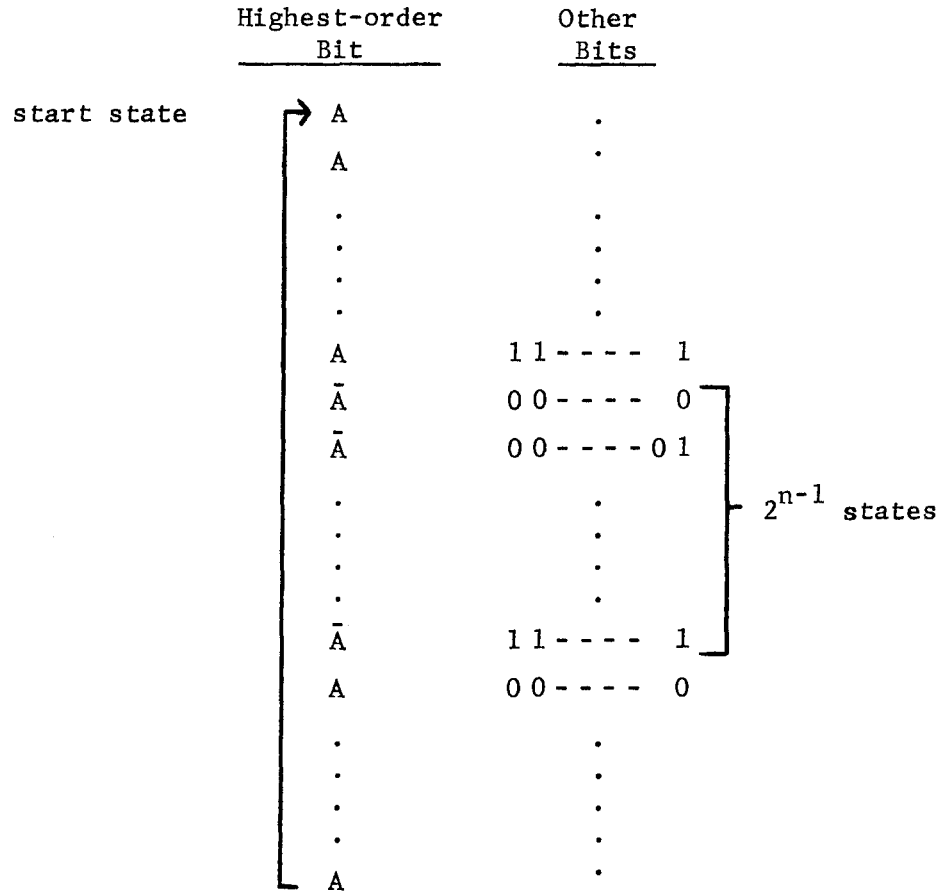 Highest-order Other
Bit Bits
start state A .
A .
. .
. .
. .
. .
A 1 1 - - - - 1
Ā 0 0 - - - - 0
Ā 0 0 - - - - 0 1
. .
. 2^{n-1} states
. .
. .
Ā 1 1 - - - - 1
A 0 0 - - - - 0
. .
. .
. .
. .
A .